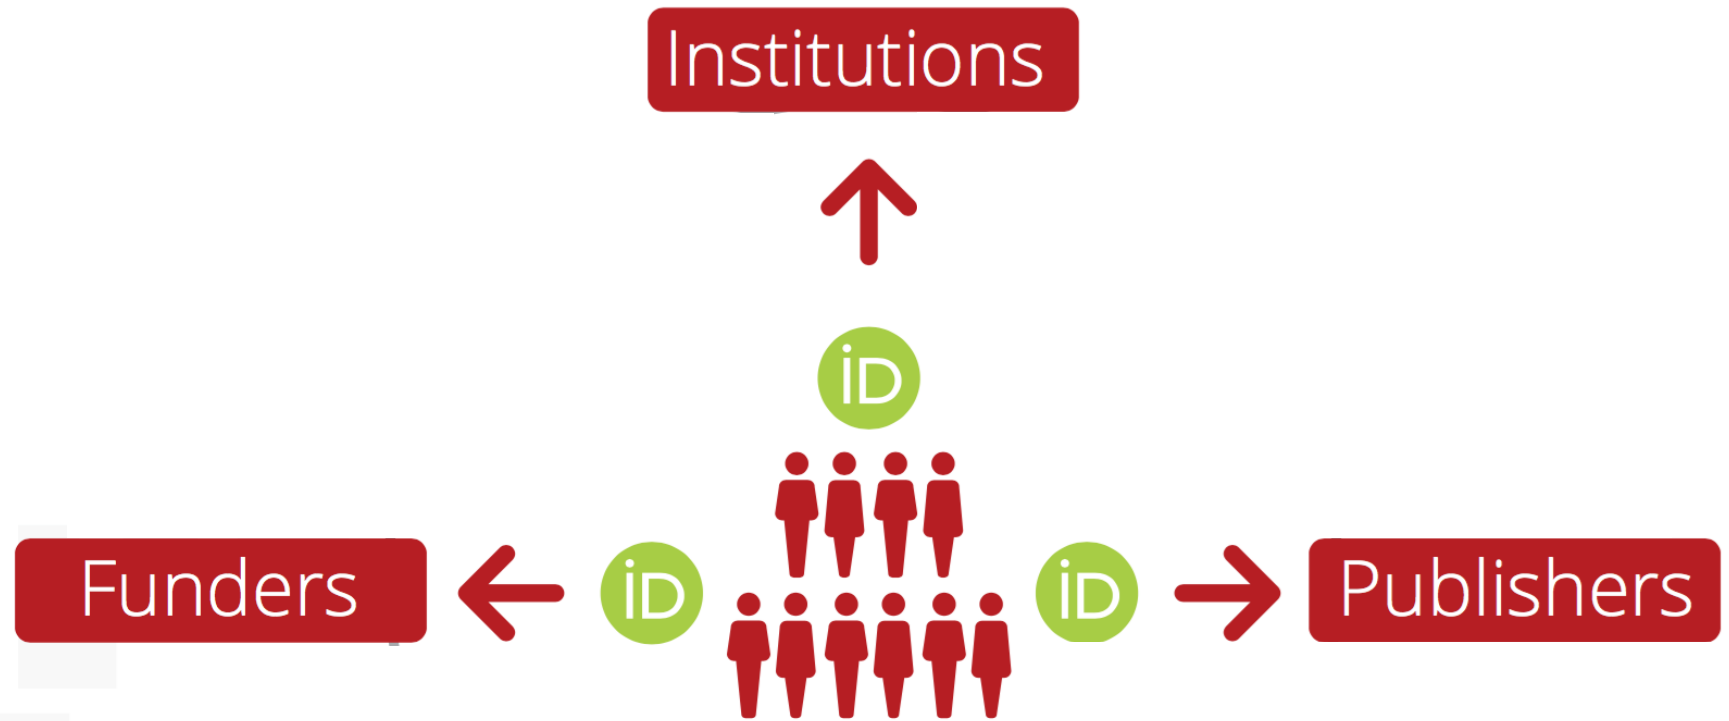 Institutions
iD
Funders
iD
iD
Publishers